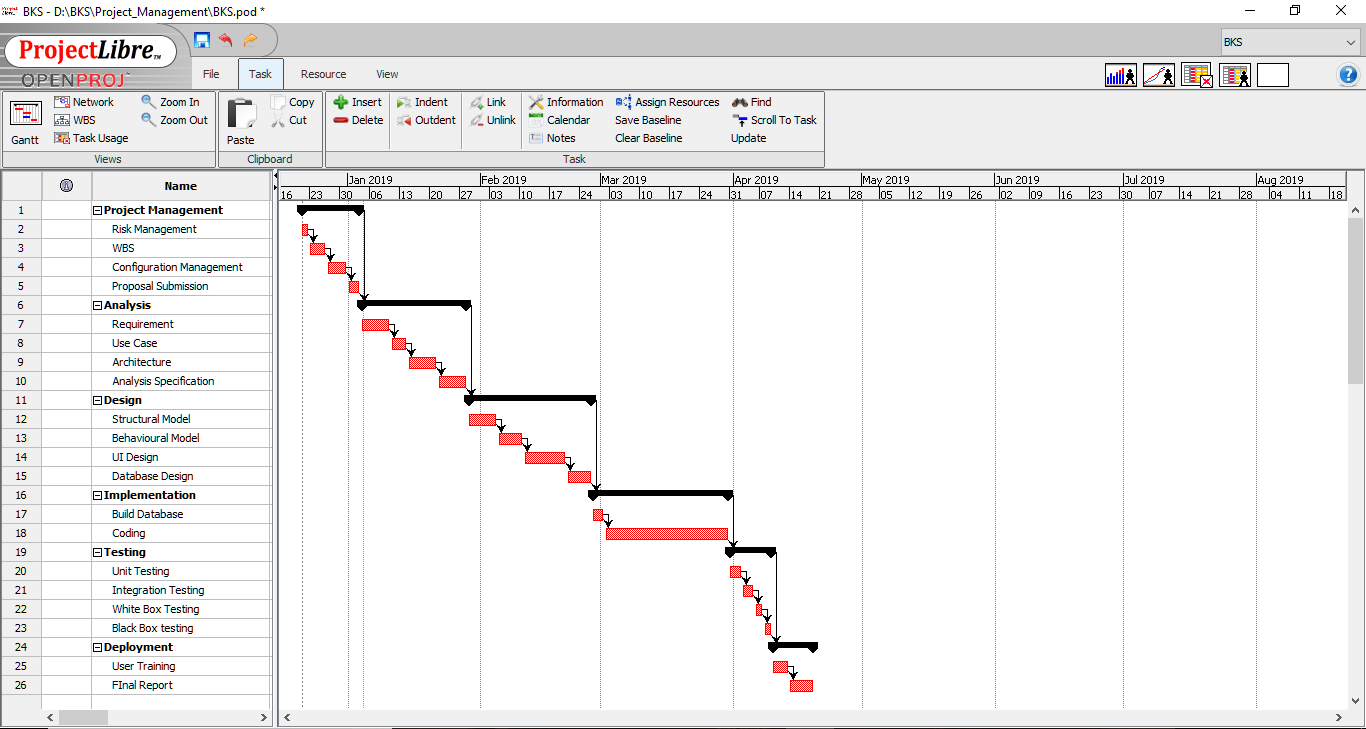 BKS - D:\BKS\Project_Management\BKS.pod *
ProjectLibre TM
OPENPROJ
BKS
File Task Resource View
Network Zoom In Copy Insert Indent Link Information Assign Resources Find
WBS Zoom Out Cut Delete Outdent Unlink Calendar Save Baseline Scroll To Task
Gantt Task Usage Paste Notes Clear Baseline Update
Views Clipboard Task
Name
Jan 2019 Feb 2019 Mar 2019 Apr 2019 May 2019 Jun 2019 Jul 2019 Aug 2019
16 23 30 06 13 20 27 03 10 17 24 03 10 17 24 31 07 14 21 28 05 12 19 26 02 09 16 23 30 07 14 21 28 04 11 18
1 Project Management
2 Risk Management
3 WBS
4 Configuration Management
5 Proposal Submission
6 Analysis
7 Requirement
8 Use Case
9 Architecture
10 Analysis Specification
11 Design
12 Structural Model
13 Behavioural Model
14 UI Design
15 Database Design
16 Implementation
17 Build Database
18 Coding
19 Testing
20 Unit Testing
21 Integration Testing
22 White Box Testing
23 Black Box testing
24 Deployment
25 User Training
26 FInal Report